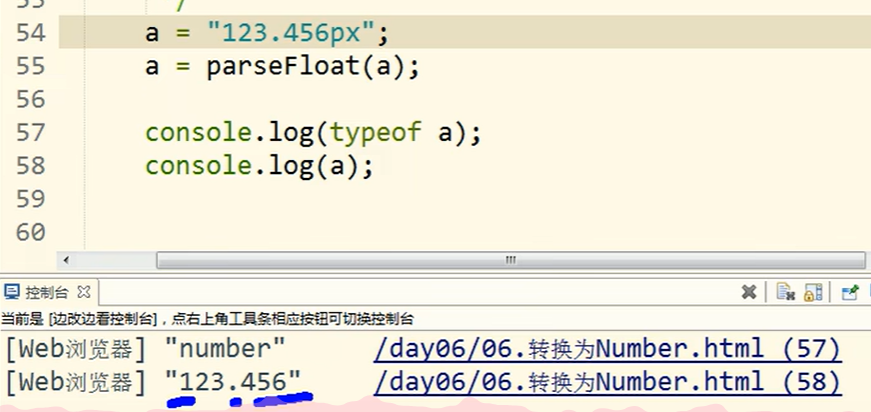 53 /
54 a = "123.456px";
55 a = parseFloat(a);
56
57 console.log(typeof a);
58 console.log(a);
59
60
控制台
当前是 [边改边看控制台]，点右上角工具条相应按钮可切换控制台
[Web浏览器] "number" /day06/06.转换为Number.html (57)
[Web浏览器] "123.456" /day06/06.转换为Number.html (58)